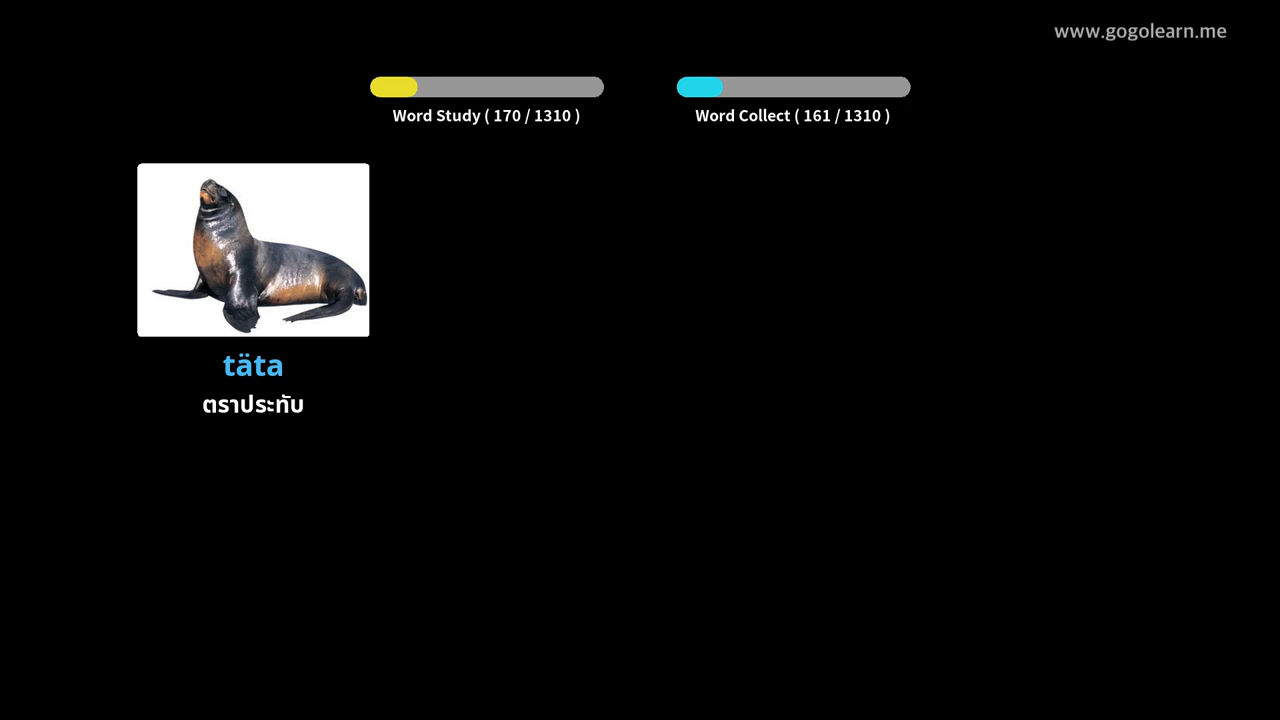 www.gogolearn.me
Word Study ( 170 / 1310 )
Word Collect ( 161 / 1310 )
täta
ตราประทับ